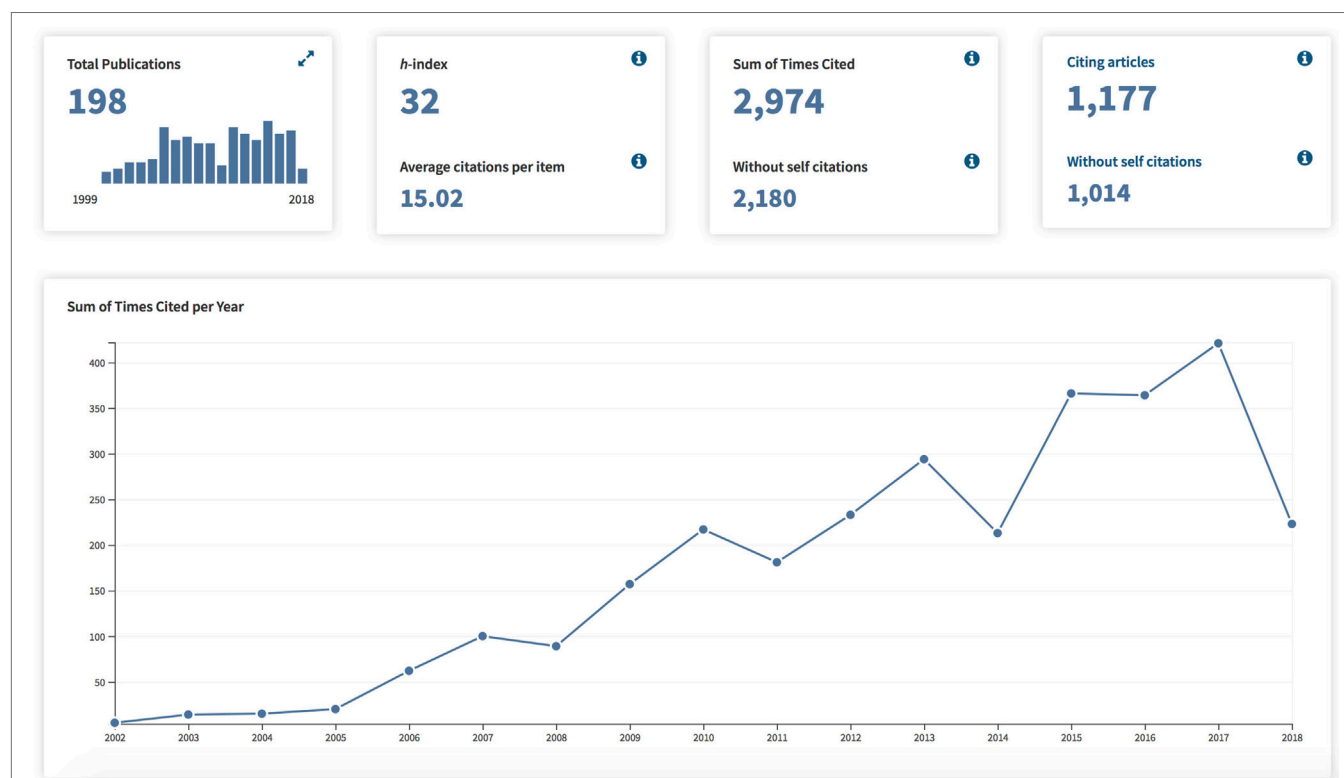 Total Publications
198
1999 2018
h-index
32
Average citations per item
15.02
Sum of Times Cited
2,974
Without self citations
2,180
Citing articles
1,177
Without self citations
1,014
Sum of Times Cited per Year
400
350
300
250
200
150
100
50
2002 2003 2004 2005 2006 2007 2008 2009 2010 2011 2012 2013 2014 2015 2016 2017 2018